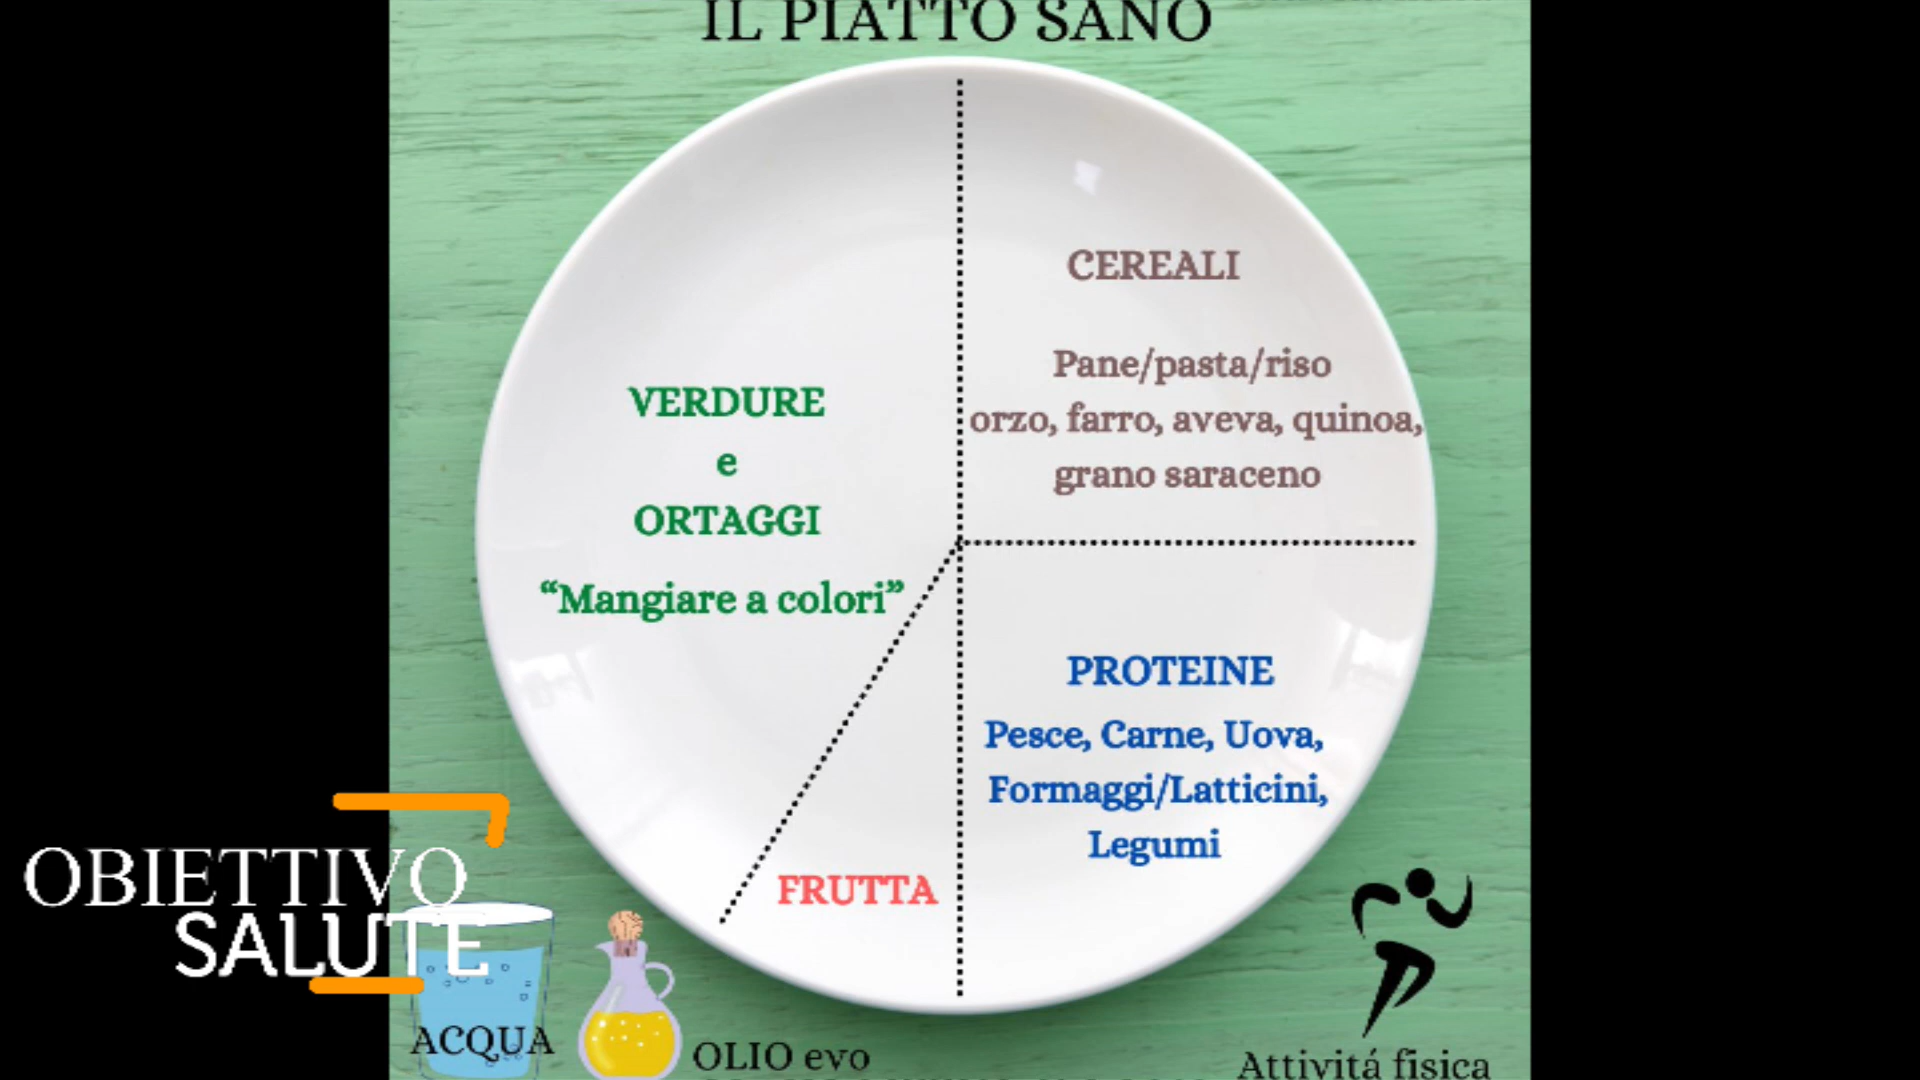 IL PIATTO SANO
CEREALI
Pane/pasta/riso
orzo, farro, aveva, quinoa,
grano saraceno
VERDURE
e
ORTAGGI
“Mangiare a colori”
PROTEINE
Pesce, Carne, Uova,
Formaggi/Latticini,
Legumi
FRUTTA
OBIETTIVO
SALUTE
ACQUA
OLIO evo
Attivitá fisica